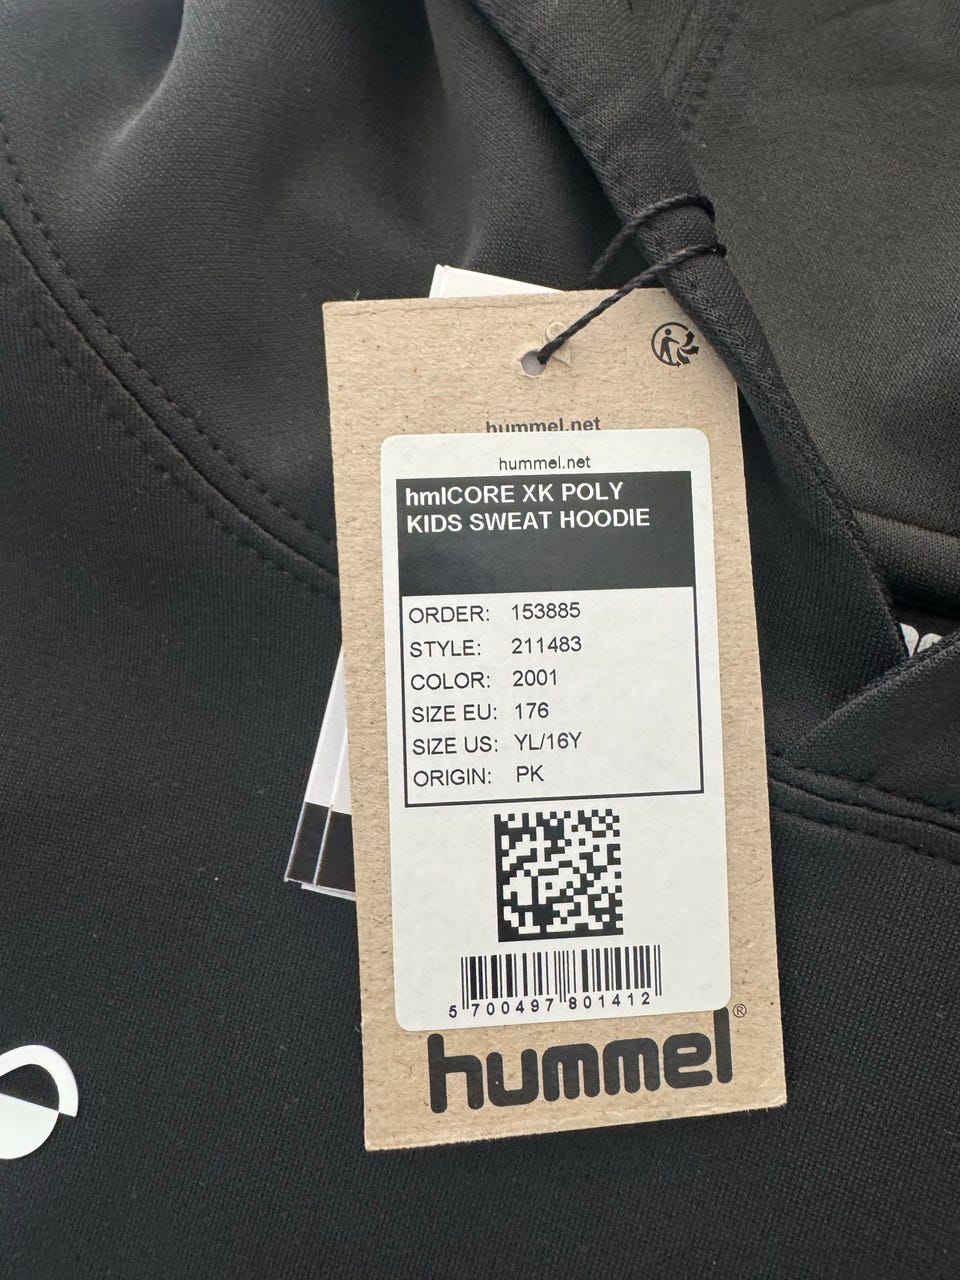 hummel.net
hummel.net
hmlCORE XK POLY
KIDS SWEAT HOODIE
ORDER: 153885
STYLE: 211483
COLOR: 2001
SIZE EU: 176
SIZE US: YL/16Y
ORIGIN: PK
5 700497 801412
hummel®